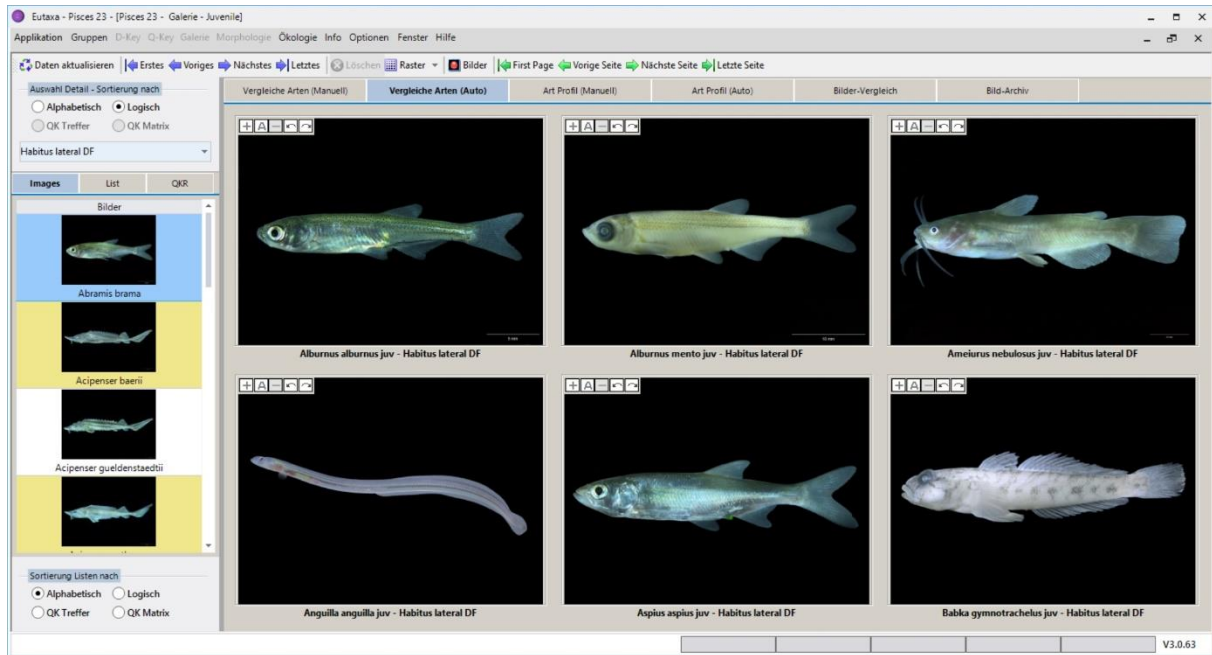 Eutaxa - Pisces 23 - [Pisces 23 - Galerie - Juvenile]
Applikation Gruppen D-Key Q-Key Galerie Morphologie Ökologie Info Optionen Fenster Hilfe
Daten aktualisieren Erstes Voriges Nächstes Letztes Löschen Raster Bilder First Page Vorige Seite Nächste Seite Letzte Seite
Auswahl Detail - Sortierung nach
Alphabetisch Logisch
QK Treffer QK Matrix
Habitus lateral DF
Images List QKR
Bilder
Abramis brama
Acipenser baerii
Acipenser gueldenstaedtii
Sortierung Listen nach
Alphabetisch Logisch
QK Treffer QK Matrix
Vergleiche Arten (Manuell) Vergleiche Arten (Auto) Art Profil (Manuell) Art Profil (Auto) Bilder-Vergleich Bild-Archiv
Alburnus alburnus juv - Habitus lateral DF
Alburnus mento juv - Habitus lateral DF
Ameiurus nebulosus juv - Habitus lateral DF
Anguilla anguilla juv - Habitus lateral DF
Aspius aspius juv - Habitus lateral DF
Babka gymnotrachelus juv - Habitus lateral DF
V3.0.63